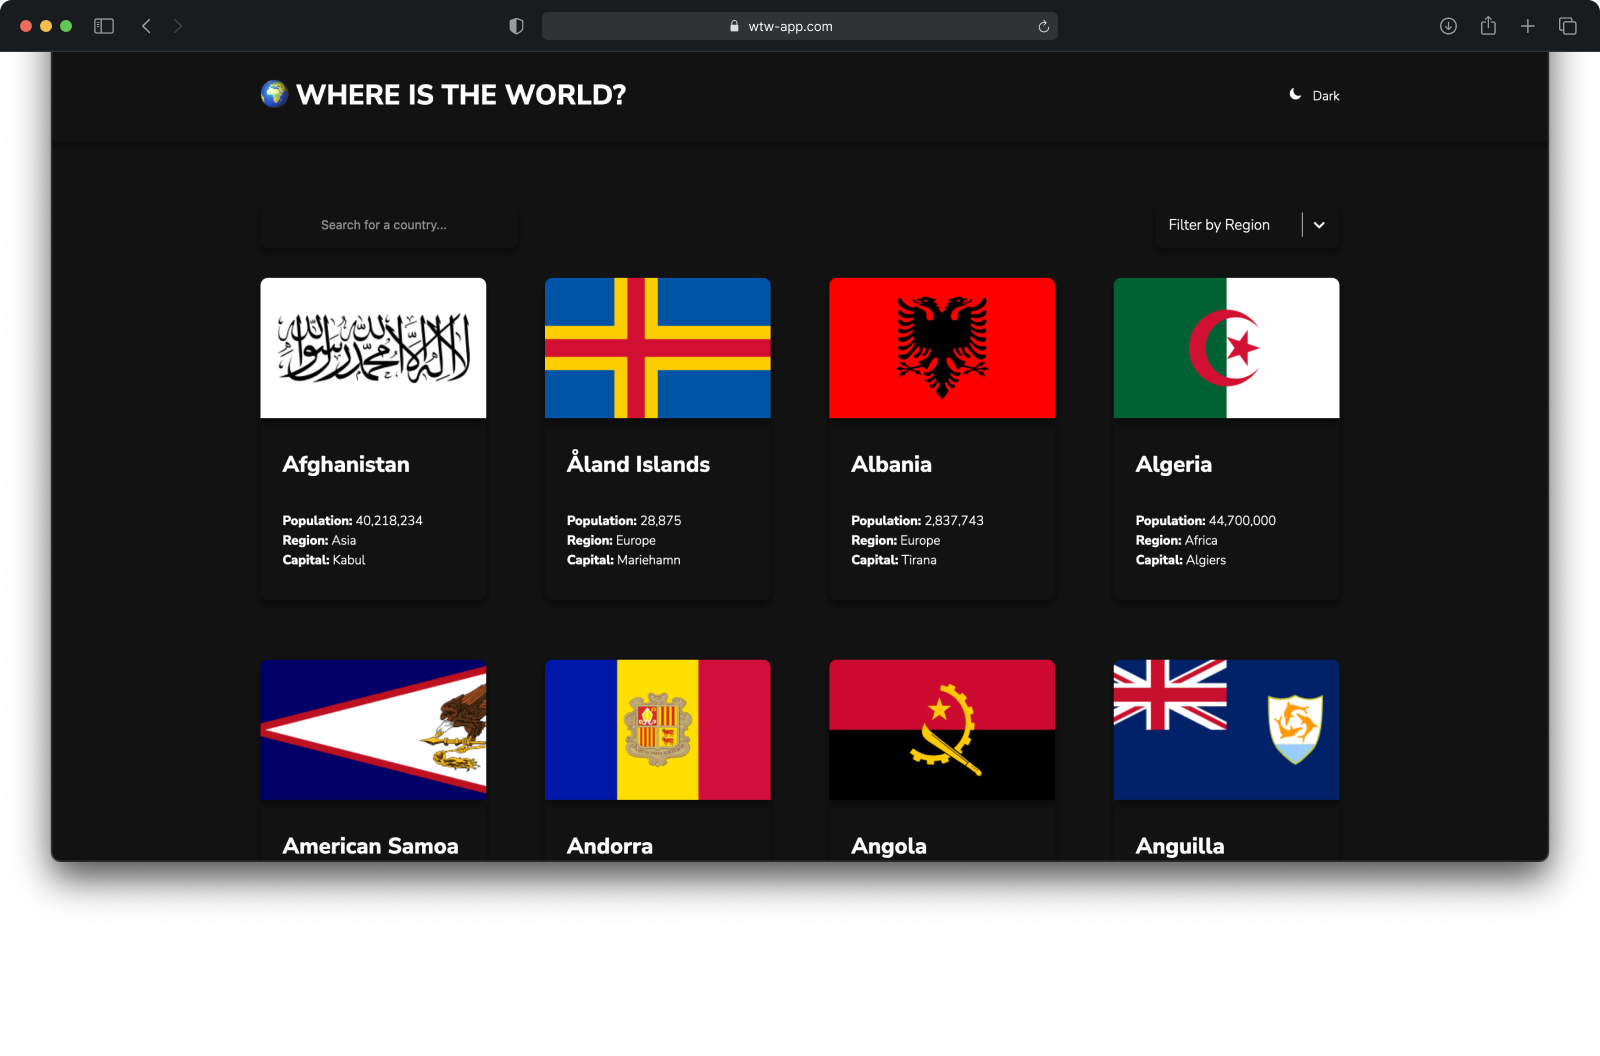 wtw-app.com
🌍 WHERE IS THE WORLD?
Dark
Search for a country...
Filter by Region
لا إله إلا الله محمد رسول الله
Afghanistan
Population: 40,218,234
Region: Asia
Capital: Kabul
Åland Islands
Population: 28,875
Region: Europe
Capital: Mariehamn
Albania
Population: 2,837,743
Region: Europe
Capital: Tirana
Algeria
Population: 44,700,000
Region: Africa
Capital: Algiers
American Samoa
Andorra
Angola
Anguilla